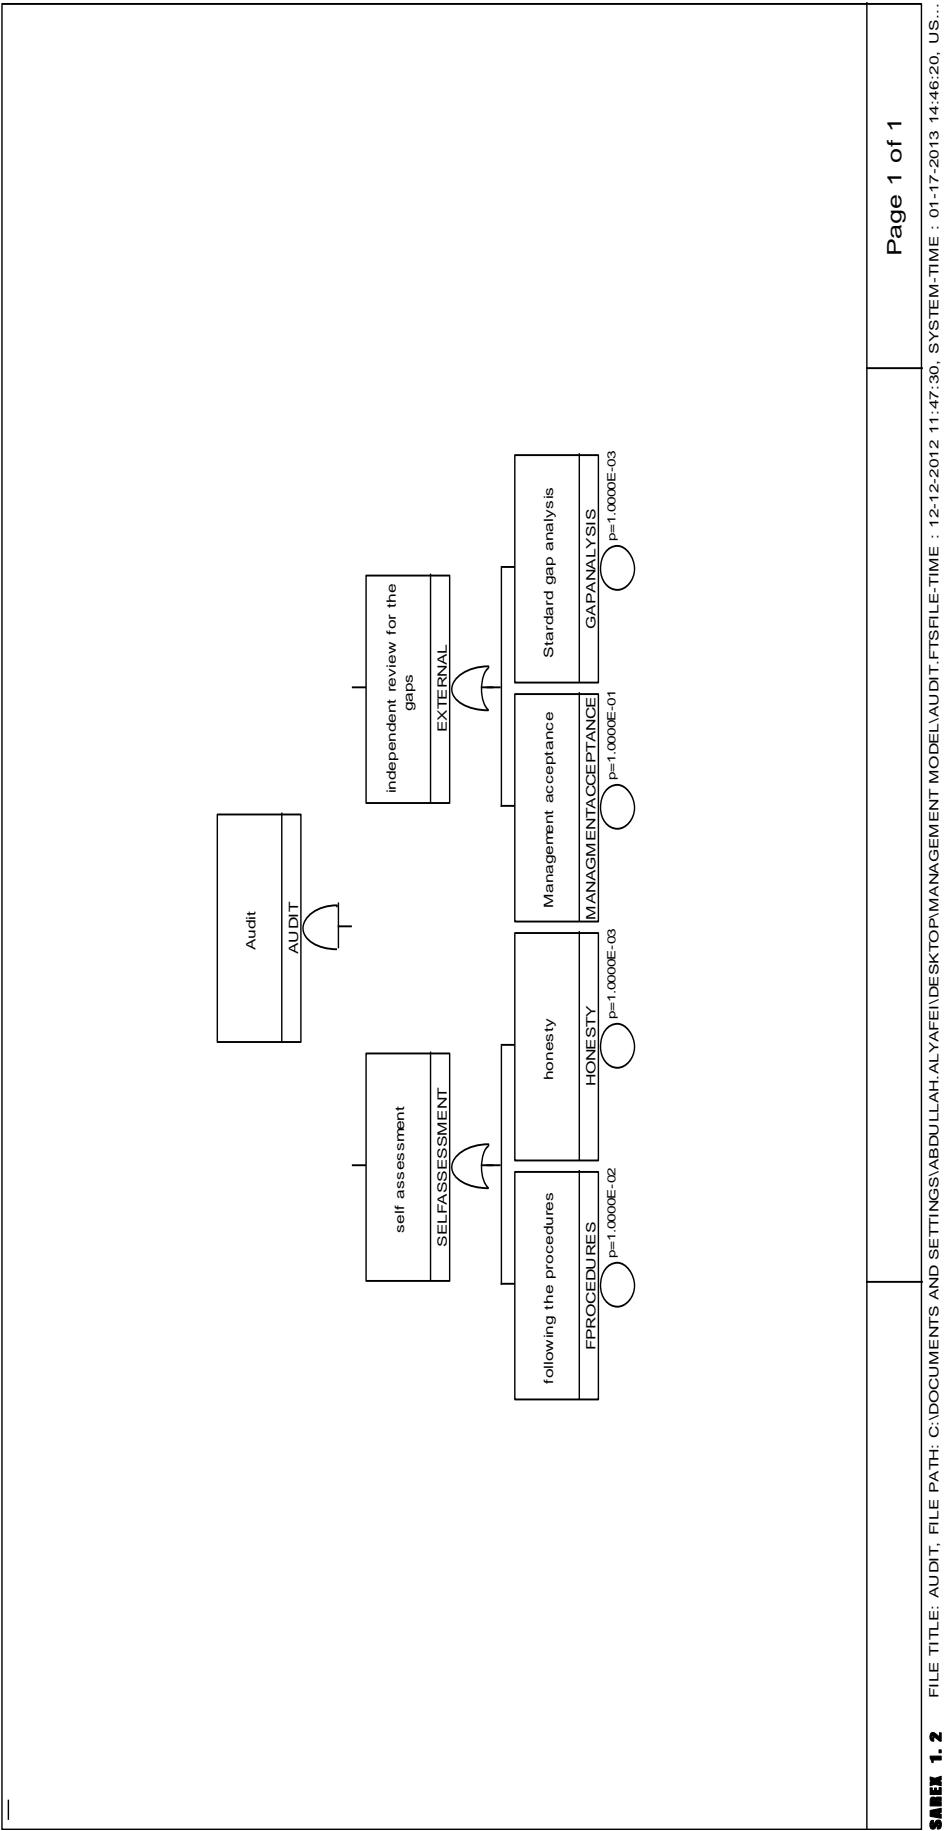 Audit
AUDIT
self assessment
SELFASSESSMENT
independent review for the
gaps
EXTERNAL
following the procedures
FPROCEDURES
p=1.0000E-02
honesty
HONESTY
p=1.0000E-03
Management acceptance
MANAGMENTACCEPTANCE
p=1.0000E-01
Stardard gap analysis
GAPANALYSIS
p=1.0000E-03
Page 1 of 1
SAREX 1. 2 FILE TITLE: AUDIT, FILE PATH: C:\DOCUMENTS AND SETTINGS\ABDULLAH.ALYAFEI\DESKTOP\MANAGEMENT MODEL\AUDIT.FTSFILE-TIME : 12-12-2012 11:47:30, SYSTEM-TIME : 01-17-2013 14:46:20, US...